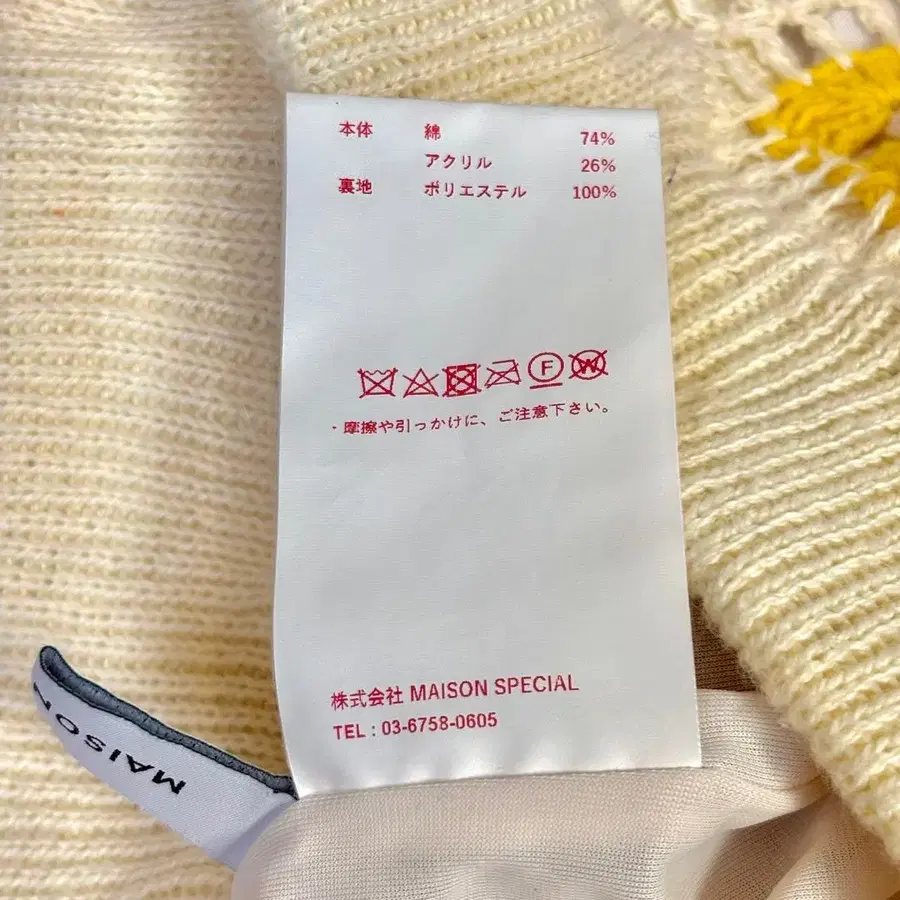 本体 綿 74%
アクリル 26%
裏地 ポリエステル 100%
F W
・摩擦や引っかけに、ご注意下さい。
株式会社 MAISON SPECIAL
TEL : 03-6758-0605
MAISON